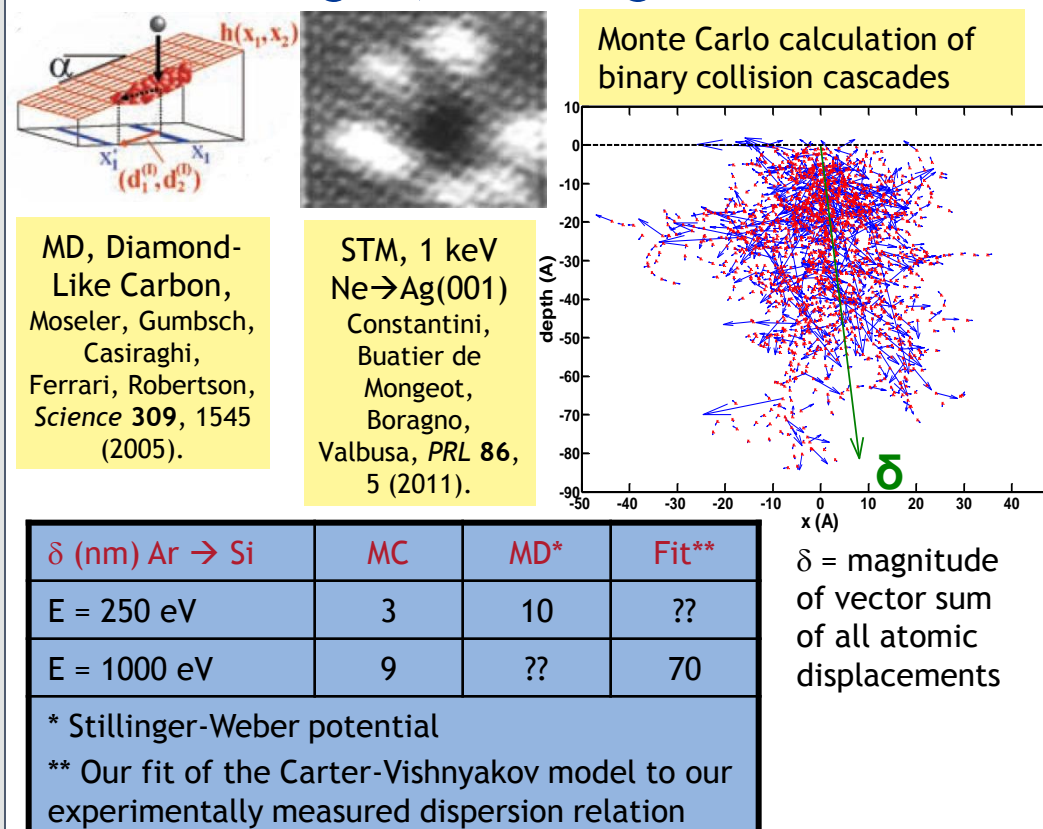 h(x₁,x₂)
α
x₁' x₁
(d₁⁽ᴵ⁾,d₂⁽ᴵ⁾)
MD, Diamond-
Like Carbon,
Moseler, Gumbsch,
Casiraghi,
Ferrari, Robertson,
Science 309, 1545
(2005).
STM, 1 keV
Ne→Ag(001)
Constantini,
Buatier de
Mongeot,
Boragno,
Valbusa, PRL 86,
5 (2011).
Monte Carlo calculation of
binary collision cascades
10
0
-10
-20
-30
-40
-50
-60
-70
-80
-90
depth (A)
δ
-50 -40 -30 -20 -10 0 10 20 30 40
x (A)
δ = magnitude
of vector sum
of all atomic
displacements
δ (nm) Ar → Si MC MD* Fit**
E = 250 eV 3 10 ??
E = 1000 eV 9 ?? 70
* Stillinger-Weber potential
** Our fit of the Carter-Vishnyakov model to our
experimentally measured dispersion relation